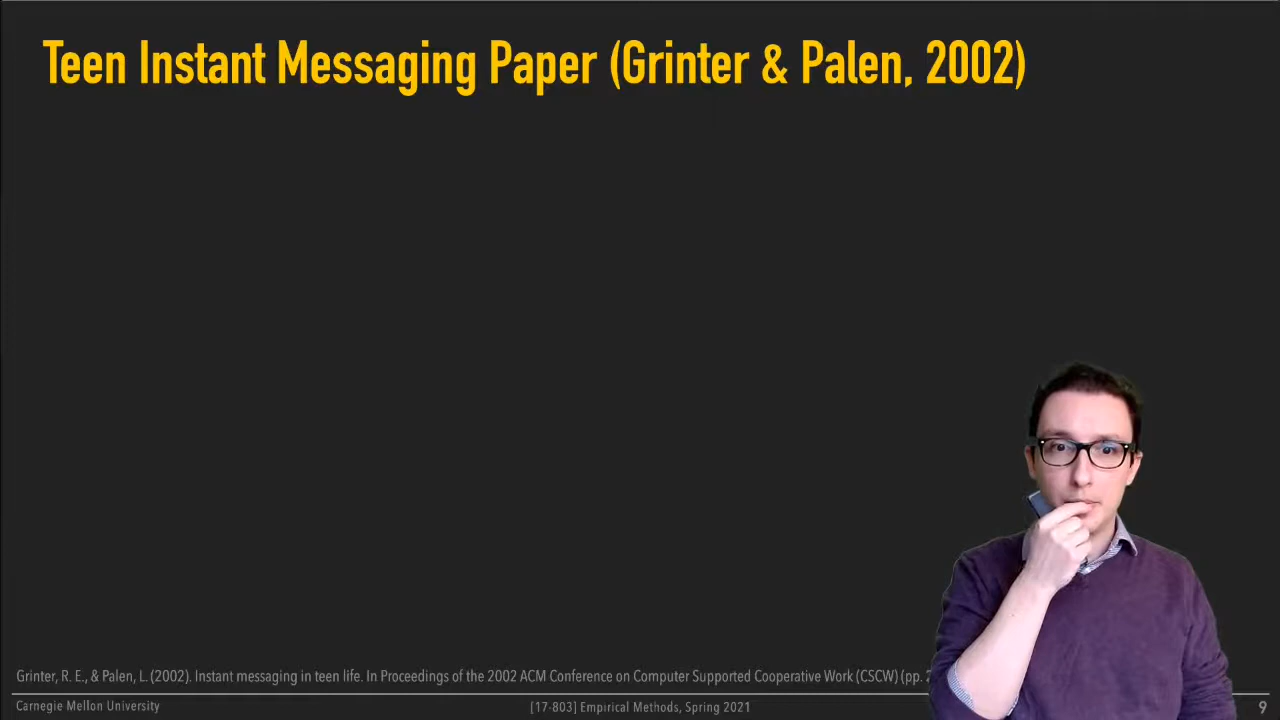 Teen Instant Messaging Paper (Grinter & Palen, 2002)
Grinter, R. E., & Palen, L. (2002). Instant messaging in teen life. In Proceedings of the 2002 ACM Conference on Computer Supported Cooperative Work (CSCW) (pp.
Carnegie Mellon University
[17-803] Empirical Methods, Spring 2021
9